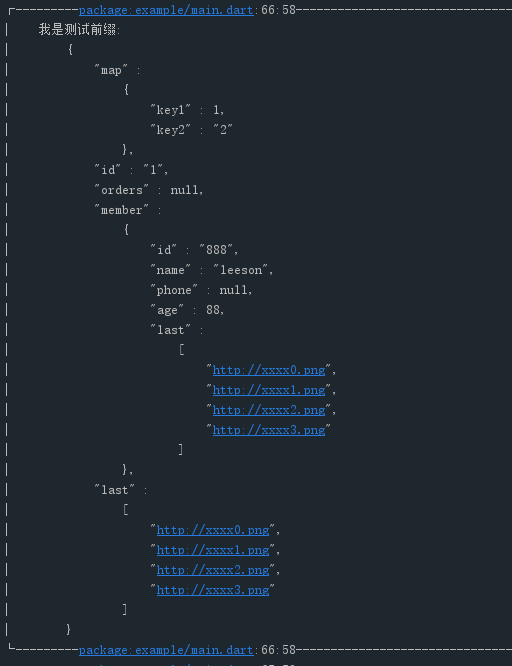 ┌---------package:example/main.dart:66:58-------------------------------
│    我是测试前缀:
│        {
│            "map" :
│                {
│                    "key1" : 1,
│                    "key2" : "2"
│                },
│            "id" : "1",
│            "orders" : null,
│            "member" :
│                {
│                    "id" : "888",
│                    "name" : "leeson",
│                    "phone" : null,
│                    "age" : 88,
│                    "last" :
│                        [
│                            "http://xxxx0.png",
│                            "http://xxxx1.png",
│                            "http://xxxx2.png",
│                            "http://xxxx3.png"
│                        ]
│                },
│            "last" :
│                [
│                    "http://xxxx0.png",
│                    "http://xxxx1.png",
│                    "http://xxxx2.png",
│                    "http://xxxx3.png"
│                ]
│        }
└---------package:example/main.dart:66:58-------------------------------